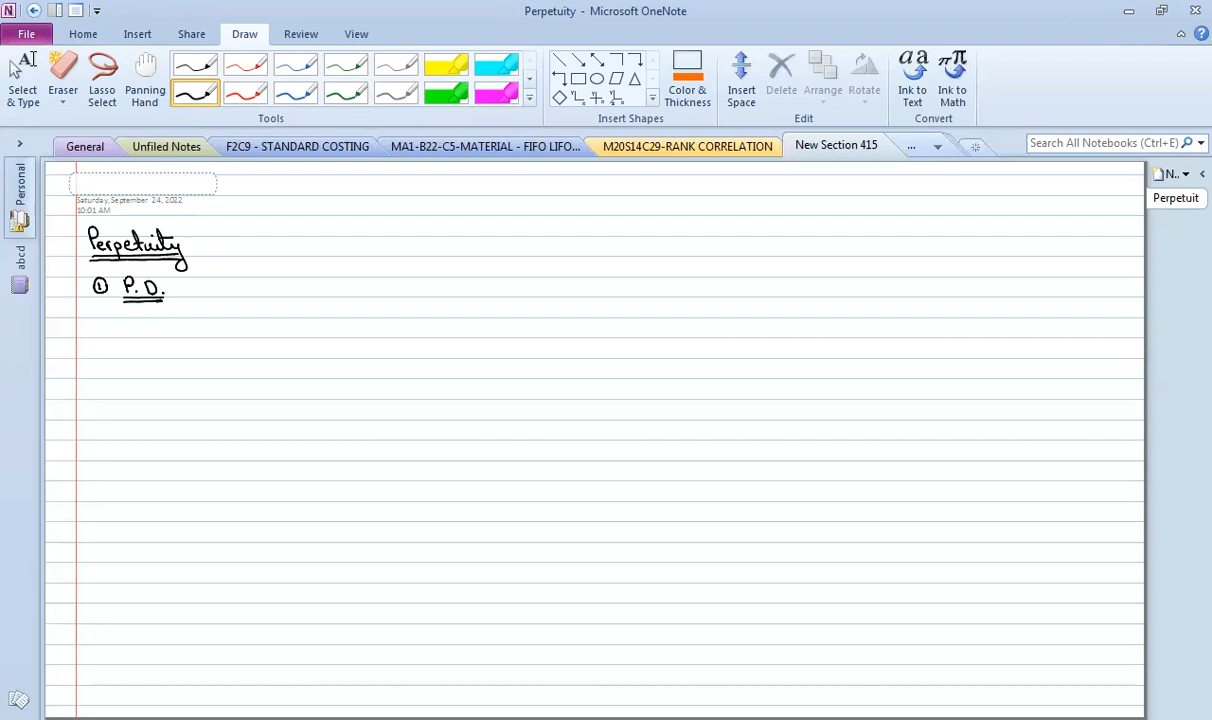 Perpetuity - Microsoft OneNote
File Home Insert Share Draw Review View
Select & Type
Eraser
Lasso Select
Panning Hand
Color & Thickness
Insert Space
Delete
Arrange
Rotate
Ink to Text
Ink to Math
Tools
Insert Shapes
Edit
Convert
General Unfiled Notes F2C9 - STANDARD COSTING MA1-B22-C5-MATERIAL - FIFO LIFO... M20S14C29-RANK CORRELATION New Section 415 ... Search All Notebooks (Ctrl+E)
Personal
abcd
N..
Perpetuit
Saturday, September 24, 2022
10:01 AM
Perpetuity
① P.D.